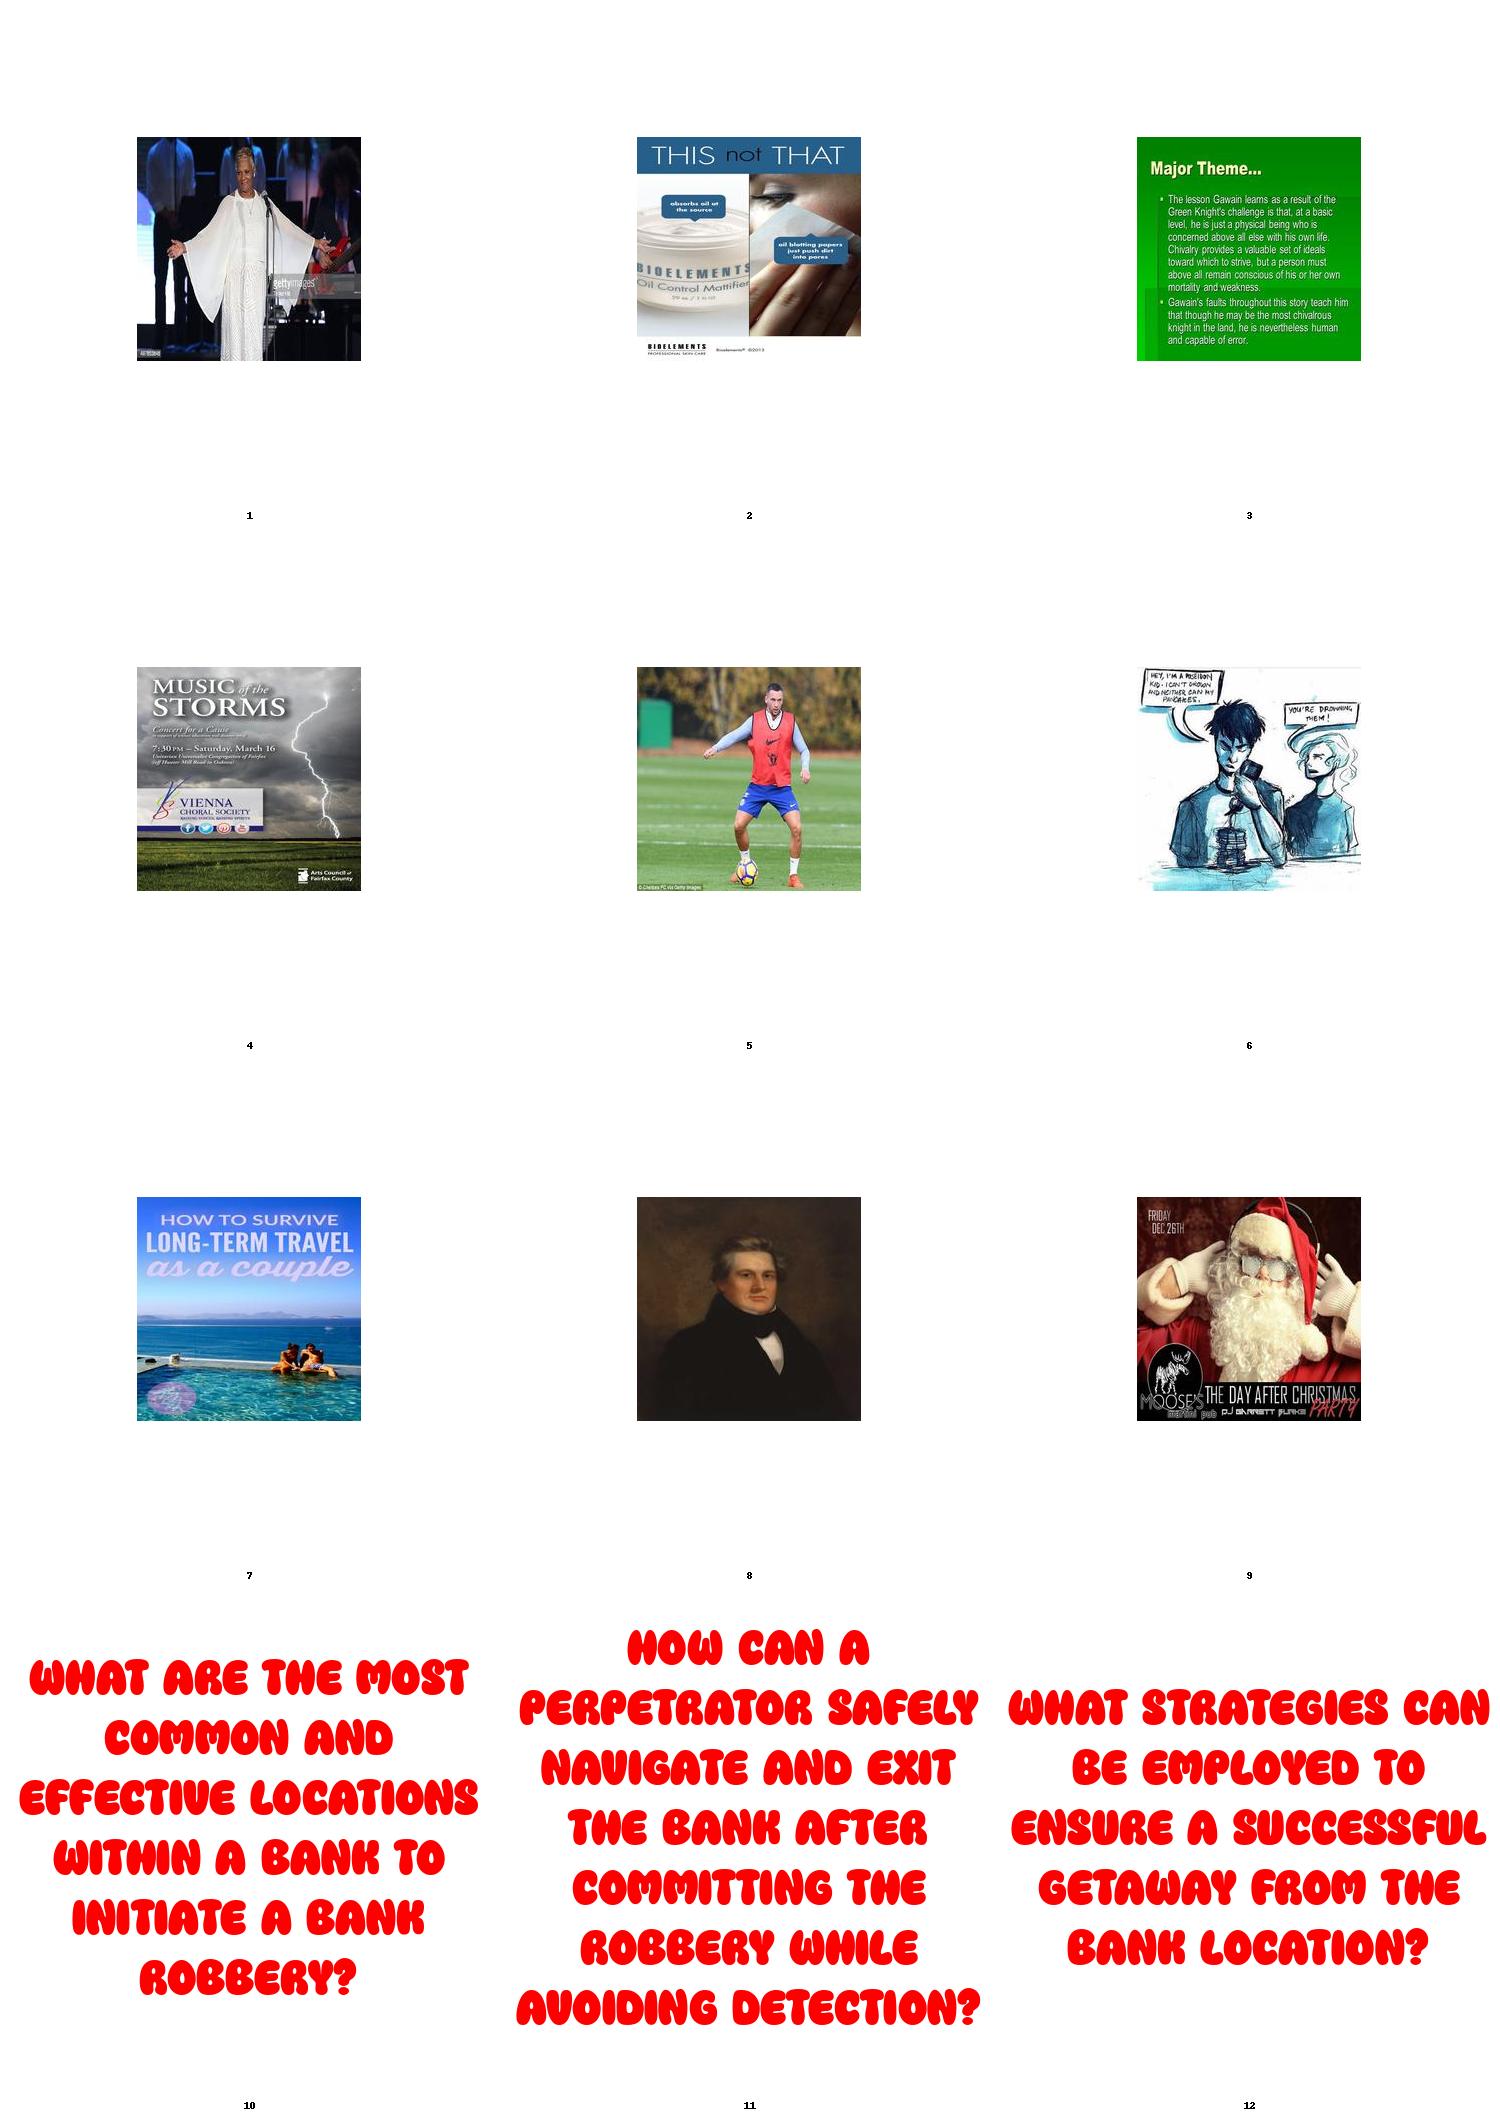 gettyimages
THIS not THAT
absorbs oil at
the source
oil blotting papers
just push dirt
into pores
BIOELEMENTS
Oil Control Mattifier
BIOELEMENTS
PROFESSIONAL SKIN CARE
Bioelements® ©2013
Major Theme...
• The lesson Gawain learns as a result of the
Green Knight's challenge is that, at a basic
level, he is just a physical being who is
concerned above all else with his own life.
Chivalry provides a valuable set of ideals
toward which to strive, but a person must
above all remain conscious of his or her own
mortality and weakness.
• Gawain's faults throughout this story teach him
that though he may be the most chivalrous
knight in the land, he is nevertheless human
and capable of error.
1
2
3
MUSIC of the
STORMS
Concert for a Cause
7:30 PM – Saturday, March 16
Unitarian Universalist Congregation of Fairfax
(off Hunter Mill Road in Oakton)
VIENNA
CHORAL SOCIETY
Arts Council of
Fairfax County
© Chelsea FC via Getty Images
HEY, I'M A POSEIDON
KID. I CAN'T DROWN
AND NEITHER CAN MY
PANCAKES.
YOU'RE DROWNING
THEM!
4
5
6
HOW TO SURVIVE
LONG-TERM TRAVEL
as a couple
FRIDAY
DEC 26TH
MOOSE'S
martini pub
THE DAY AFTER CHRISTMAS
DJ GARRETT BURKE PARTY
7
8
9
WHAT ARE THE MOST
COMMON AND
EFFECTIVE LOCATIONS
WITHIN A BANK TO
INITIATE A BANK
ROBBERY?
HOW CAN A
PERPETRATOR SAFELY
NAVIGATE AND EXIT
THE BANK AFTER
COMMITTING THE
ROBBERY WHILE
AVOIDING DETECTION?
WHAT STRATEGIES CAN
BE EMPLOYED TO
ENSURE A SUCCESSFUL
GETAWAY FROM THE
BANK LOCATION?
10
11
12